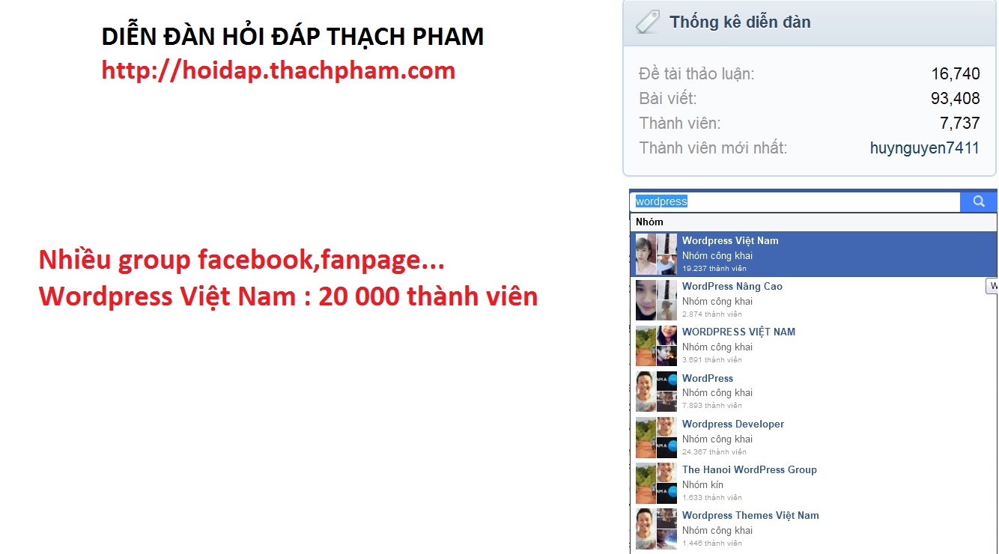 DIỄN ĐÀN HỎI ĐÁP THẠCH PHAM
http://hoidap.thachpham.com
Nhiều group facebook,fanpage...
Wordpress Việt Nam : 20 000 thành viên
Thống kê diễn đàn
Đề tài thảo luận: 16,740
Bài viết: 93,408
Thành viên: 7,737
Thành viên mới nhất: huynguyen7411
wordpress
Nhóm
Wordpress Việt Nam
Nhóm công khai
19.237 thành viên
WordPress Nâng Cao
Nhóm công khai
2.874 thành viên
WORDPRESS VIỆT NAM
Nhóm công khai
3.691 thành viên
WordPress
Nhóm công khai
7.893 thành viên
Wordpress Developer
Nhóm công khai
24.367 thành viên
The Hanoi WordPress Group
Nhóm kín
1.633 thành viên
Wordpress Themes Việt Nam
Nhóm công khai
1.446 thành viên